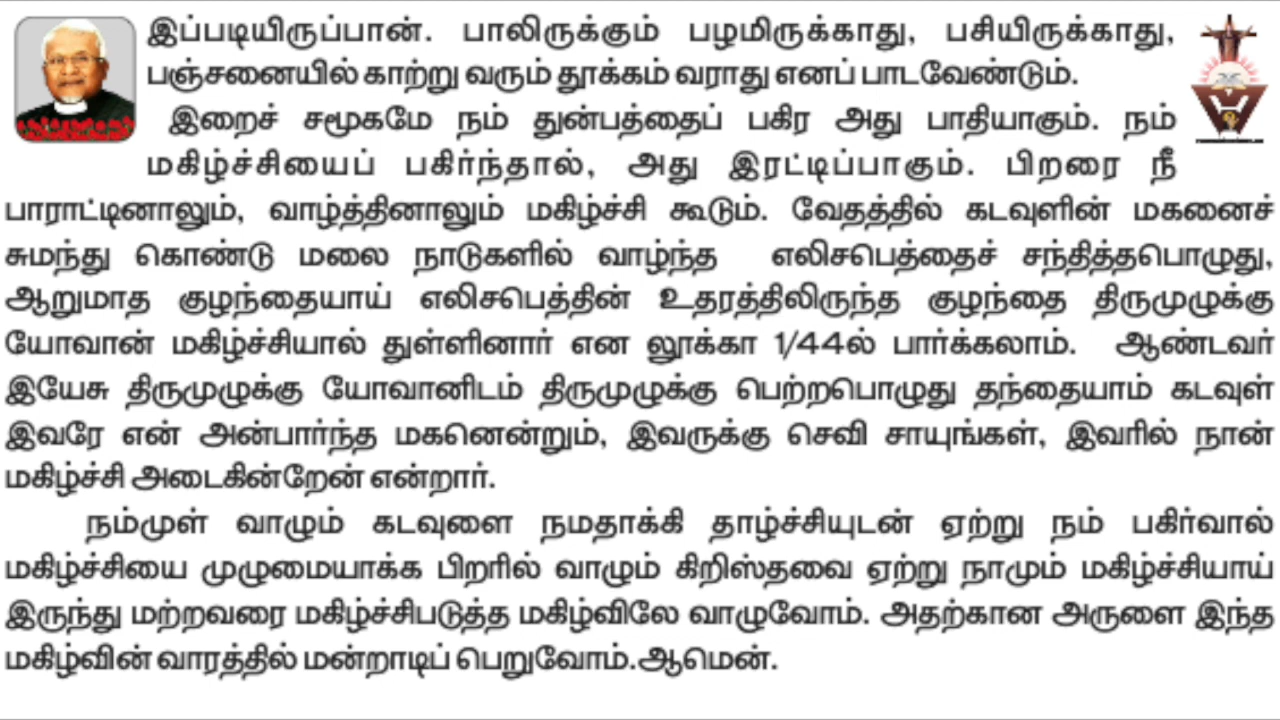 இப்படியிருப்பான். பாலிருக்கும் பழமிருக்காது, பசியிருக்காது,
பஞ்சனையில் காற்று வரும் தூக்கம் வராது எனப் பாடவேண்டும்.
இறைச் சமூகமே நம் துன்பத்தைப் பகிர அது பாதியாகும். நம்
மகிழ்ச்சியைப் பகிர்ந்தால், அது இரட்டிப்பாகும். பிறரை நீ
பாராட்டினாலும், வாழ்த்தினாலும் மகிழ்ச்சி கூடும். வேதத்தில் கடவுளின் மகனைச்
சுமந்து கொண்டு மலை நாடுகளில் வாழ்ந்த எலிசபெத்தைச் சந்தித்தபொழுது,
ஆறுமாத குழந்தையாய் எலிசபெத்தின் உதரத்திலிருந்த குழந்தை திருமுழுக்கு
யோவான் மகிழ்ச்சியால் துள்ளினார் என லூக்கா 1/44ல் பார்க்கலாம். ஆண்டவர்
இயேசு திருமுழுக்கு யோவானிடம் திருமுழுக்கு பெற்றபொழுது தந்தையாம் கடவுள்
இவரே என் அன்பார்ந்த மகனென்றும், இவருக்கு செவி சாயுங்கள், இவரில் நான்
மகிழ்ச்சி அடைகின்றேன் என்றார்.
நம்முள் வாழும் கடவுளை நமதாக்கி தாழ்ச்சியுடன் ஏற்று நம் பகிர்வால்
மகிழ்ச்சியை முழுமையாக்க பிறரில் வாழும் கிறிஸ்தவை ஏற்று நாமும் மகிழ்ச்சியாய்
இருந்து மற்றவரை மகிழ்ச்சிபடுத்த மகிழ்விலே வாழுவோம். அதற்கான அருளை இந்த
மகிழ்வின் வாரத்தில் மன்றாடிப் பெறுவோம்.ஆமென்.